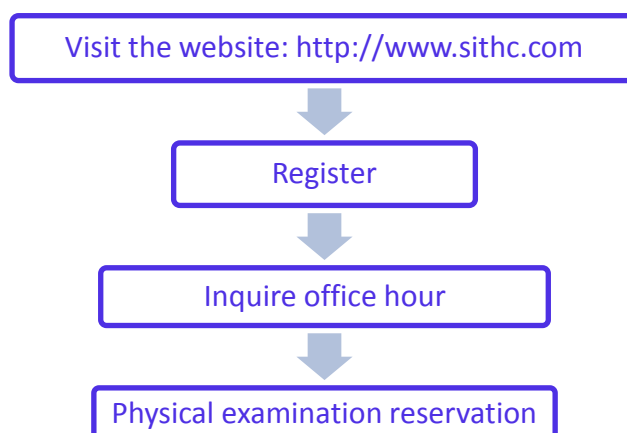 Visit the website: http://www.sithc.com
Register
Inquire office hour
Physical examination reservation